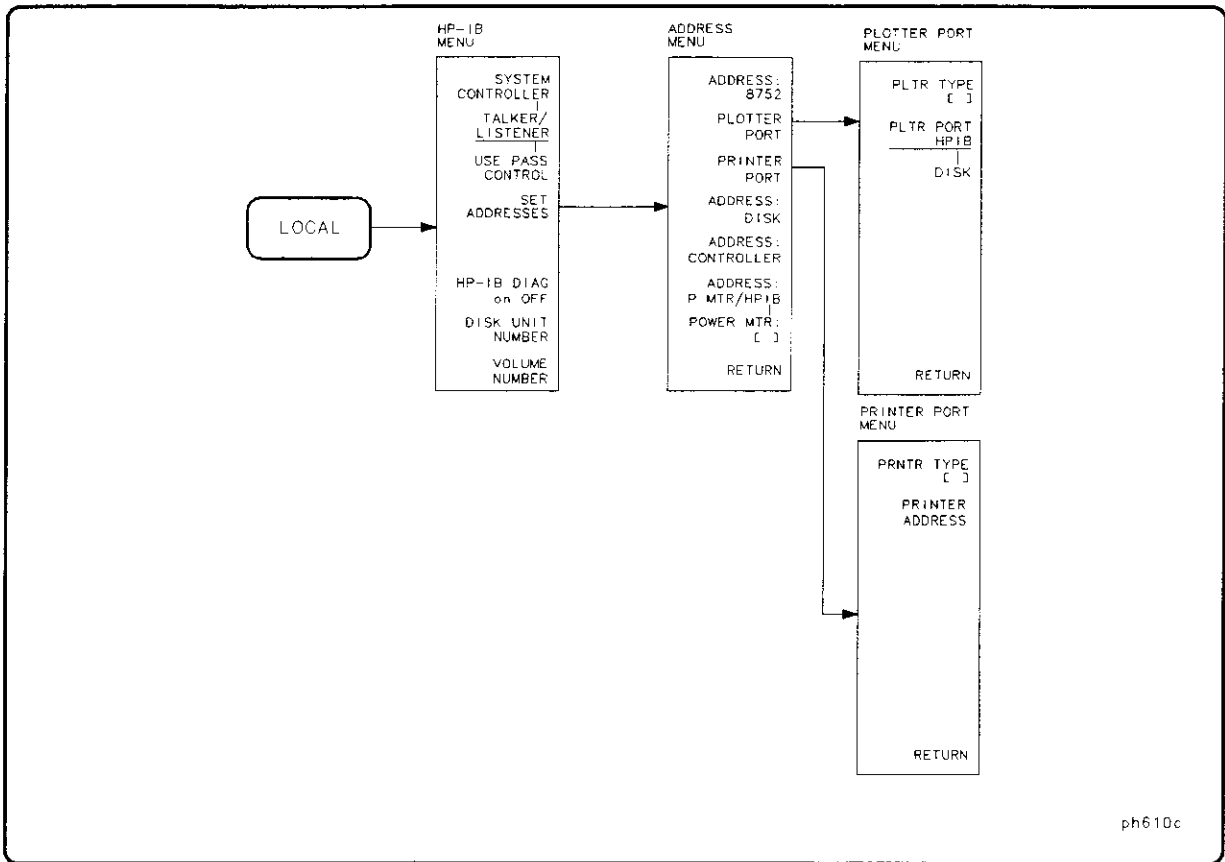 LOCAL
HP-IB
MENU
SYSTEM
CONTROLLER
TALKER/
LISTENER
USE PASS
CONTROL
SET
ADDRESSES
HP-IB DIAG
on OFF
DISK UNIT
NUMBER
VOLUME
NUMBER
ADDRESS
MENU
ADDRESS:
8752
PLOTTER
PORT
PRINTER
PORT
ADDRESS:
DISK
ADDRESS:
CONTROLLER
ADDRESS:
P MTR/HPIB
POWER MTR:
[ ]
RETURN
PLOTTER PORT
MENU
PLTR TYPE
[ ]
PLTR PORT
HPIB
DISK
RETURN
PRINTER PORT
MENU
PRNTR TYPE
[ ]
PRINTER
ADDRESS
RETURN
ph610c